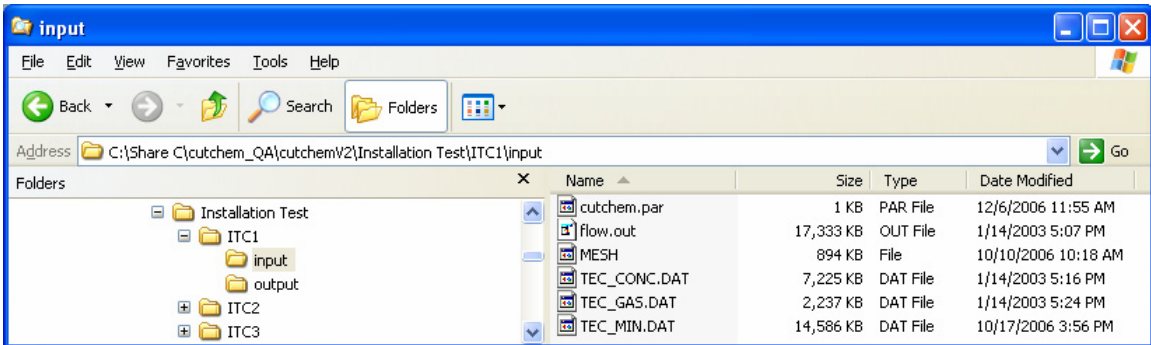 input
File Edit View Favorites Tools Help
Back Search Folders
Address C:\Share C\cutchem_QA\cutchemV2\Installation Test\ITC1\input Go
Folders x Name Size Type Date Modified
Installation Test cutchem.par 1 KB PAR File 12/6/2006 11:55 AM
ITC1 flow.out 17,333 KB OUT File 1/14/2003 5:07 PM
input MESH 894 KB File 10/10/2006 10:18 AM
output TEC_CONC.DAT 7,225 KB DAT File 1/14/2003 5:16 PM
ITC2 TEC_GAS.DAT 2,237 KB DAT File 1/14/2003 5:24 PM
ITC3 TEC_MIN.DAT 14,586 KB DAT File 10/17/2006 3:56 PM